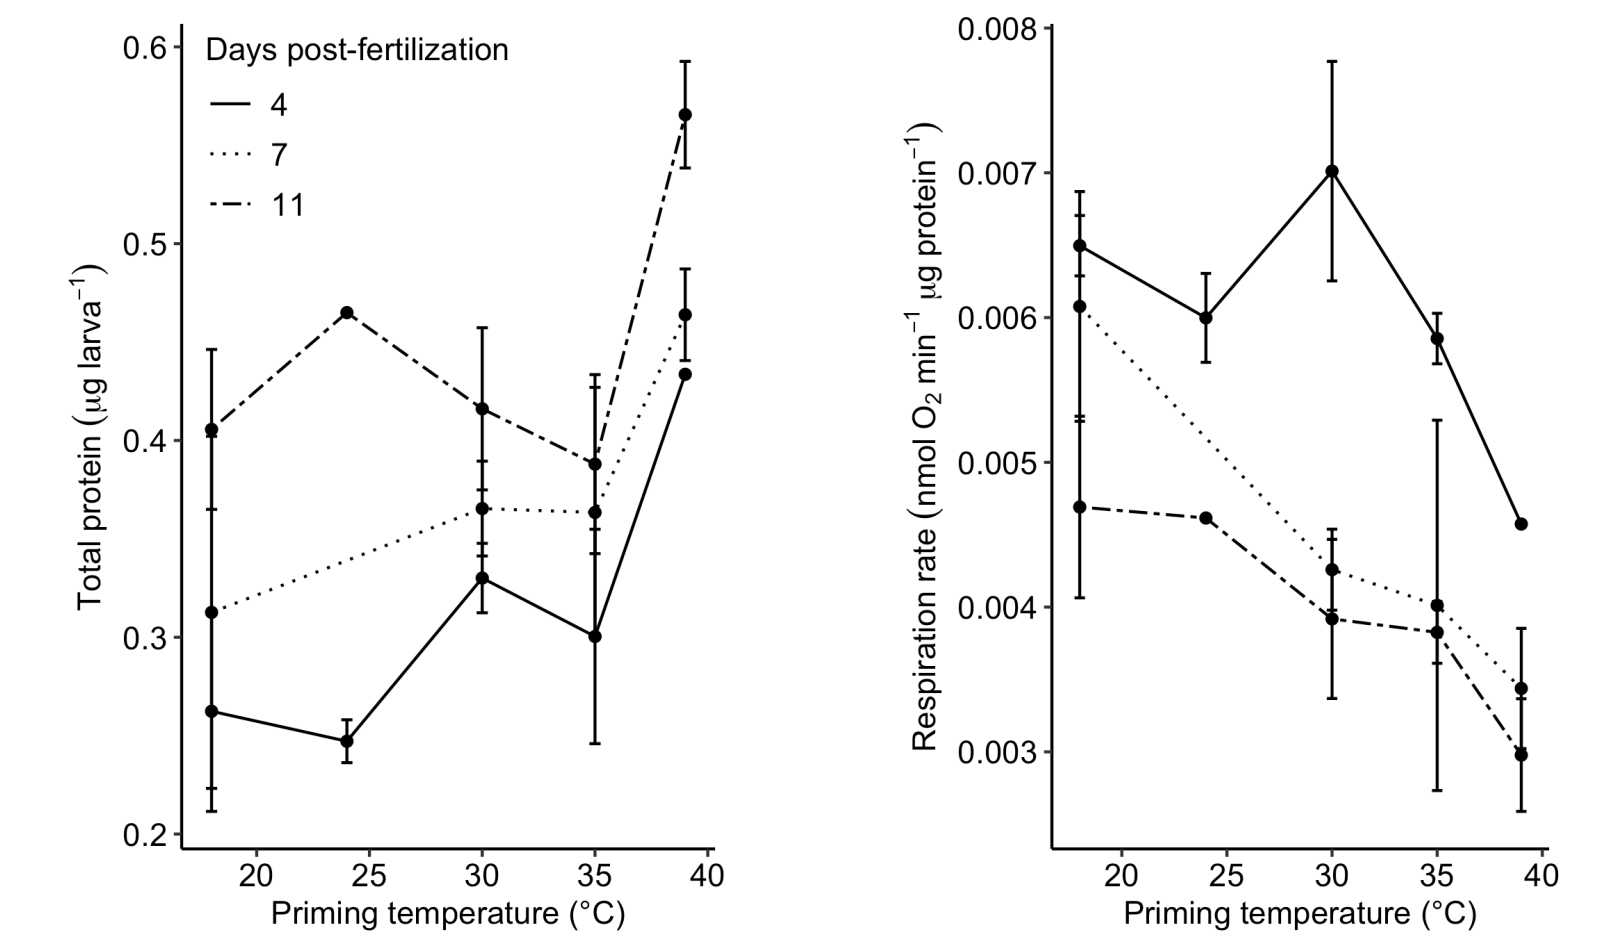 Days post-fertilization
4
7
11
0.6
0.5
0.4
0.3
0.2
Total protein (μg larva⁻¹)
20 25 30 35 40
Priming temperature (°C)
0.008
0.007
0.006
0.005
0.004
0.003
Respiration rate (nmol O₂ min⁻¹ μg protein⁻¹)
20 25 30 35 40
Priming temperature (°C)